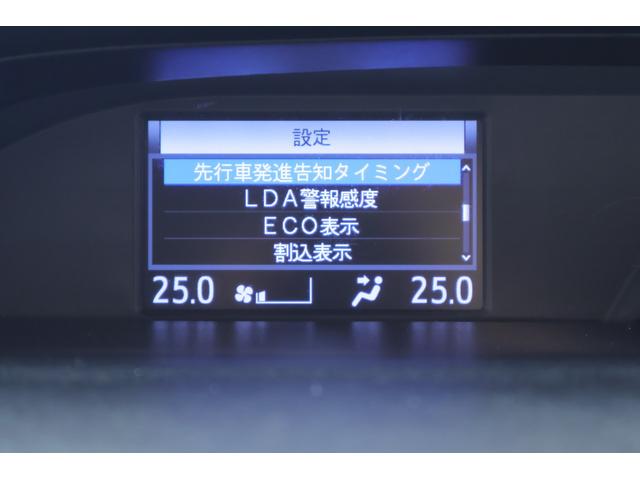 設定
先行車発進告知タイミング
ＬＤＡ警報感度
ＥＣＯ表示
割込表示
25.0 25.0